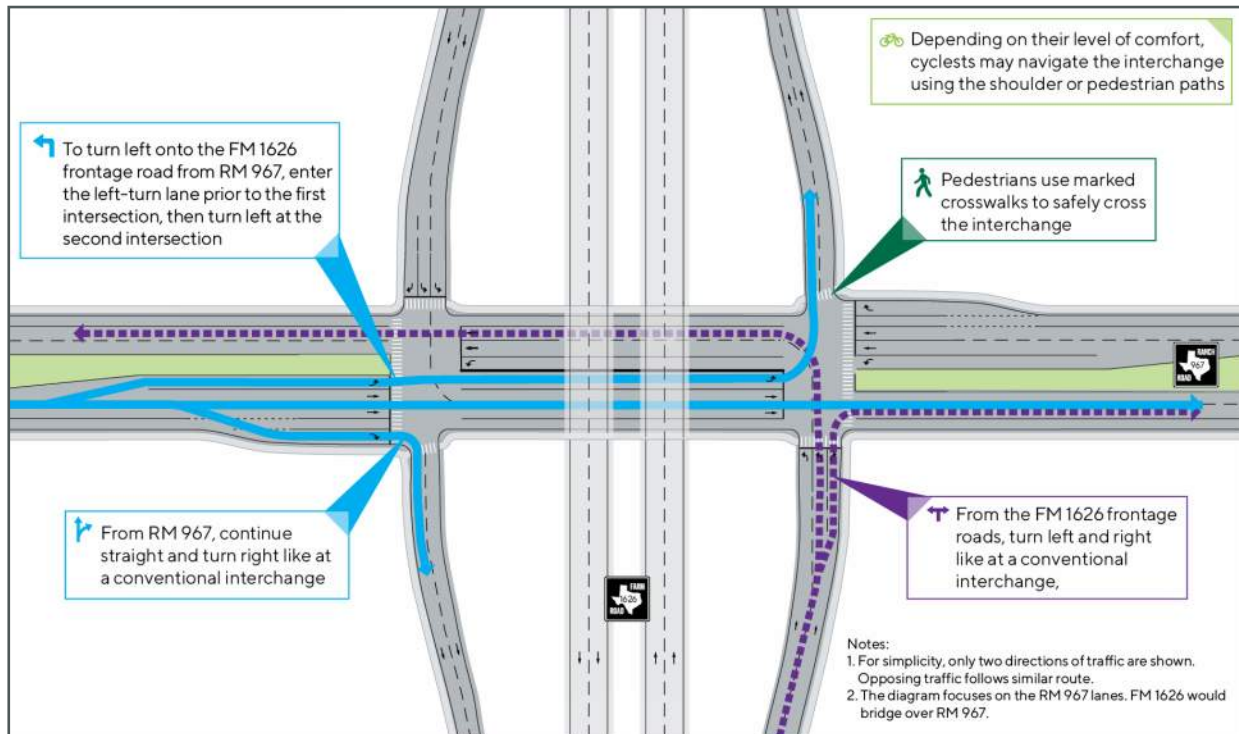 Depending on their level of comfort,
cyclests may navigate the interchange
using the shoulder or pedestrian paths
To turn left onto the FM 1626
frontage road from RM 967, enter
the left-turn lane prior to the first
intersection, then turn left at the
second intersection
Pedestrians use marked
crosswalks to safely cross
the interchange
RANCH
967
ROAD
From RM 967, continue
straight and turn right like at
a conventional interchange
From the FM 1626 frontage
roads, turn left and right
like at a conventional
interchange,
FARM
1626
ROAD
Notes:
1. For simplicity, only two directions of traffic are shown.
Opposing traffic follows similar route.
2. The diagram focuses on the RM 967 lanes. FM 1626 would
bridge over RM 967.